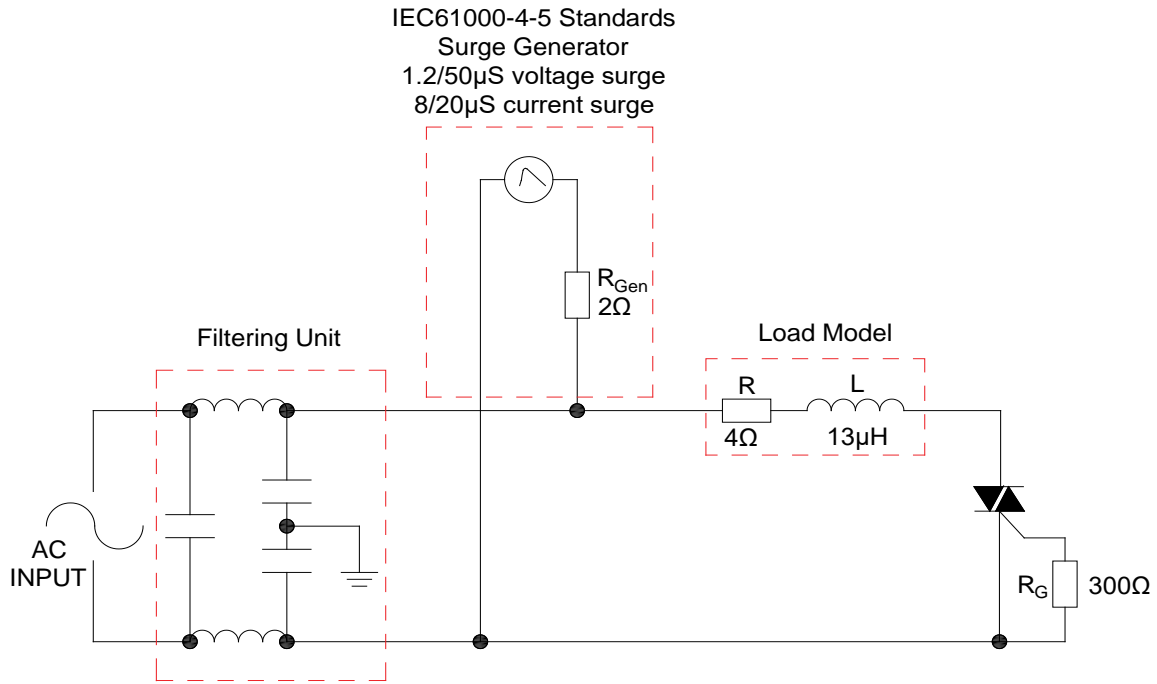 IEC61000-4-5 Standards
Surge Generator
1.2/50µS voltage surge
8/20µS current surge
RGen
2Ω
Filtering Unit
Load Model
R
L
4Ω
13µH
AC
INPUT
RG
300Ω